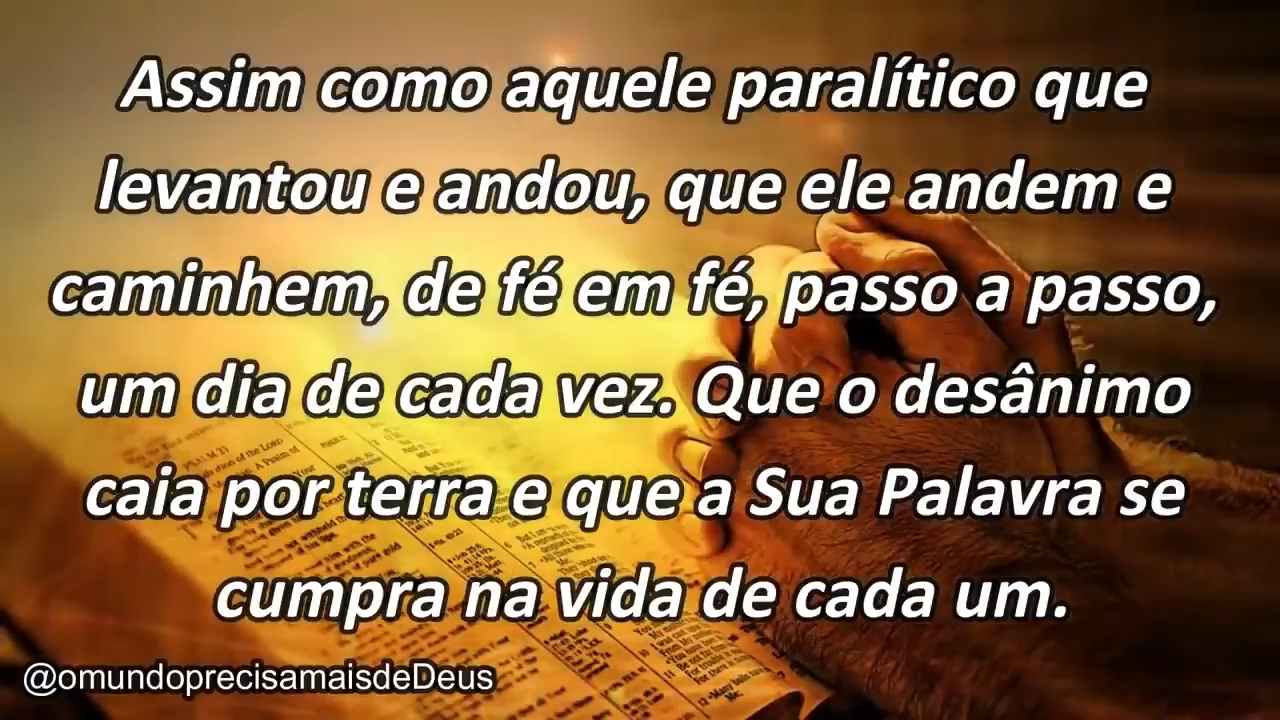 Assim como aquele paralítico que
levantou e andou, que ele andem e
caminhem, de fé em fé, passo a passo,
um dia de cada vez. Que o desânimo
caia por terra e que a Sua Palavra se
cumpra na vida de cada um.
@omundoprecisamaisdeDeus